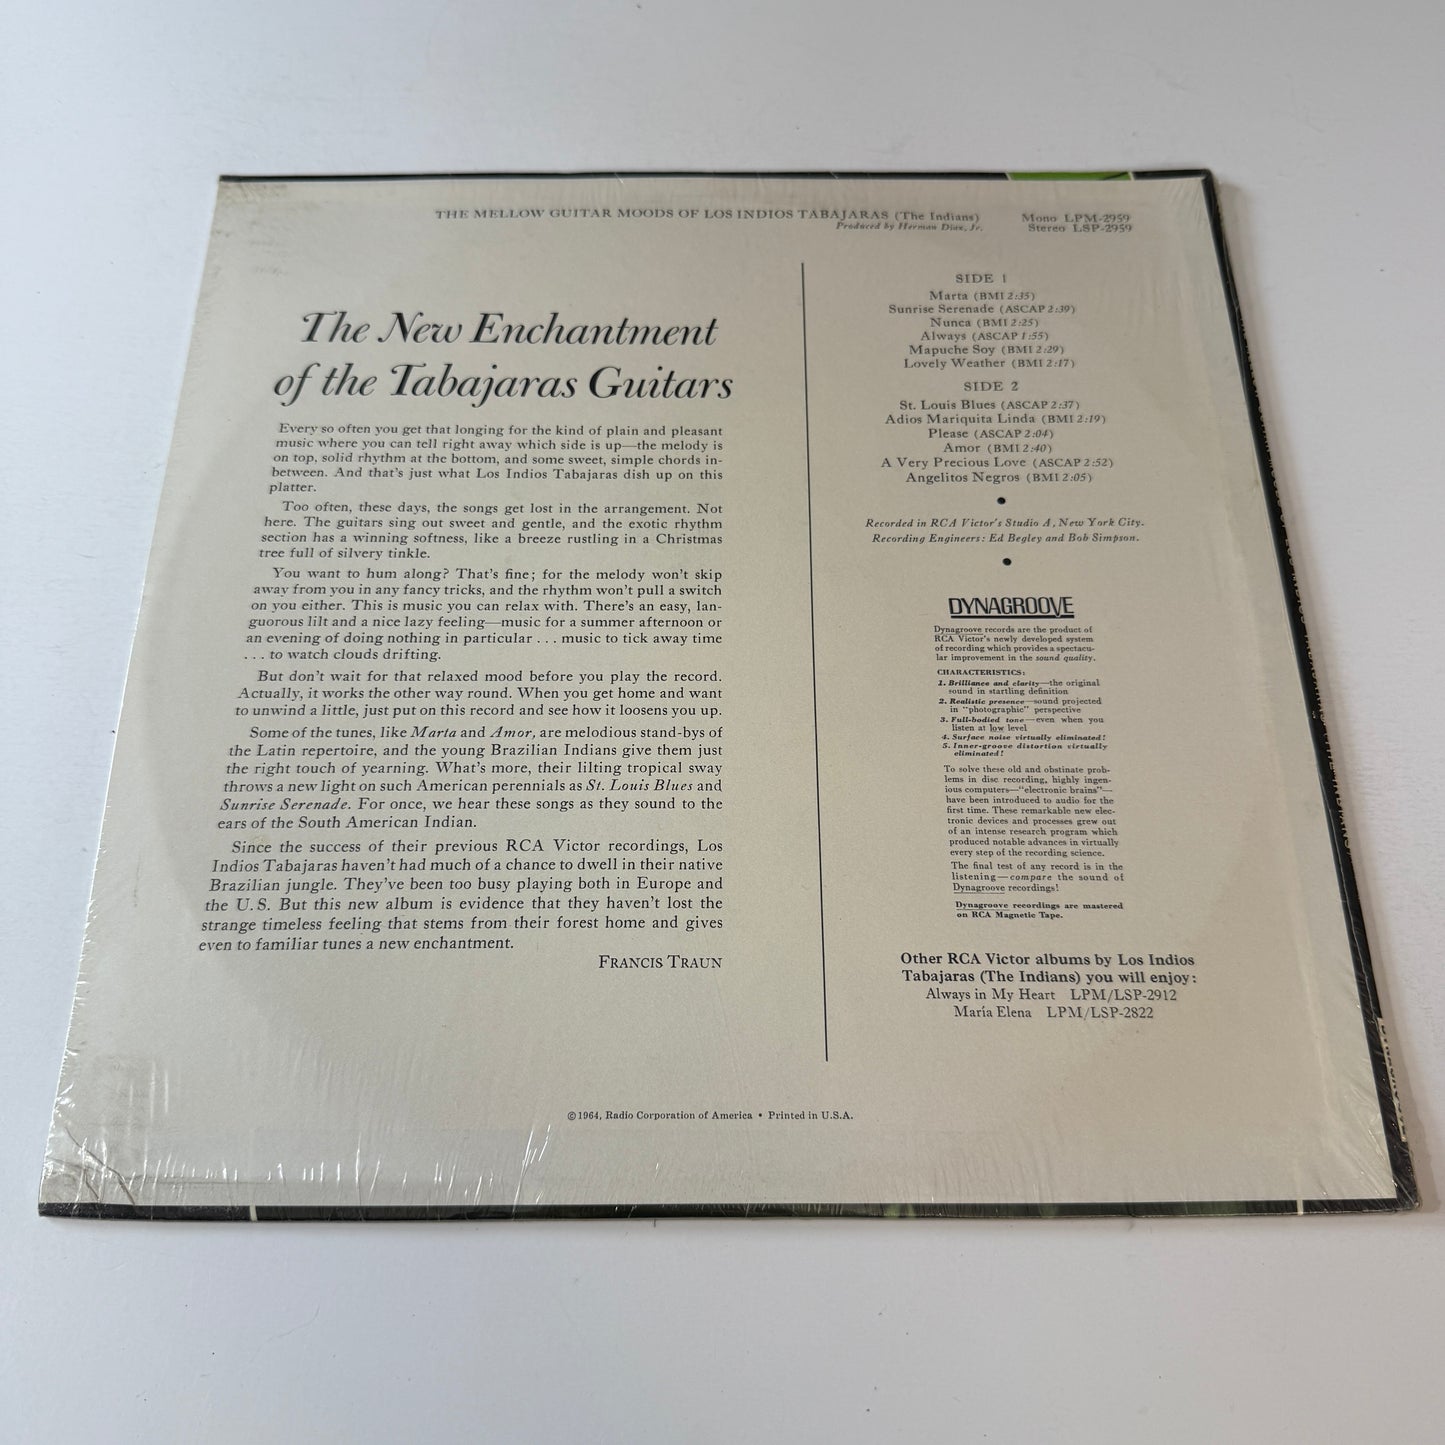 THE MELLOW GUITAR MOODS OF LOS INDIOS TABAJARAS (The Indians)
Produced by Herman Diaz, Jr.
Mono LPM-2959
Stereo LSP-2959
The New Enchantment
of the Tabajaras Guitars
Every so often you get that longing for the kind of plain and pleasant
music where you can tell right away which side is up—the melody is
on top, solid rhythm at the bottom, and some sweet, simple chords in-
between. And that's just what Los Indios Tabajaras dish up on this
platter.
Too often, these days, the songs get lost in the arrangement. Not
here. The guitars sing out sweet and gentle, and the exotic rhythm
section has a winning softness, like a breeze rustling in a Christmas
tree full of silvery tinkle.
You want to hum along? That's fine; for the melody won't skip
away from you in any fancy tricks, and the rhythm won't pull a switch
on you either. This is music you can relax with. There's an easy, lan-
guorous lilt and a nice lazy feeling—music for a summer afternoon or
an evening of doing nothing in particular . . . music to tick away time
. . . to watch clouds drifting.
But don't wait for that relaxed mood before you play the record.
Actually, it works the other way round. When you get home and want
to unwind a little, just put on this record and see how it loosens you up.
Some of the tunes, like Marta and Amor, are melodious stand-bys of
the Latin repertoire, and the young Brazilian Indians give them just
the right touch of yearning. What's more, their lilting tropical sway
throws a new light on such American perennials as St. Louis Blues and
Sunrise Serenade. For once, we hear these songs as they sound to the
ears of the South American Indian.
Since the success of their previous RCA Victor recordings, Los
Indios Tabajaras haven't had much of a chance to dwell in their native
Brazilian jungle. They've been too busy playing both in Europe and
the U.S. But this new album is evidence that they haven't lost the
strange timeless feeling that stems from their forest home and gives
even to familiar tunes a new enchantment.
FRANCIS TRAUN
SIDE 1
Marta (BMI 2:35)
Sunrise Serenade (ASCAP 2:39)
Nunca (BMI 2:25)
Always (ASCAP 1:55)
Mapuche Soy (BMI 2:29)
Lovely Weather (BMI 2:17)
SIDE 2
St. Louis Blues (ASCAP 2:37)
Adios Mariquita Linda (BMI 2:19)
Please (ASCAP 2:04)
Amor (BMI 2:40)
A Very Precious Love (ASCAP 2:52)
Angelitos Negros (BMI 2:05)
•
Recorded in RCA Victor's Studio A, New York City.
Recording Engineers: Ed Begley and Bob Simpson.
•
DYNAGROOVE
Dynagroove records are the product of
RCA Victor's newly developed system
of recording which provides a spectacu-
lar improvement in the sound quality.
CHARACTERISTICS:
1. Brilliance and clarity—the original
sound in startling definition
2. Realistic presence—sound projected
in "photographic" perspective
3. Full-bodied tone—even when you
listen at low level
4. Surface noise virtually eliminated!
5. Inner-groove distortion virtually
eliminated!
To solve these old and obstinate prob-
lems in disc recording, highly ingen-
ious computers—"electronic brains"—
have been introduced to audio for the
first time. These remarkable new elec-
tronic devices and processes grew out
of an intense research program which
produced notable advances in virtually
every step of the recording science.
The final test of any record is in the
listening—compare the sound of
Dynagroove recordings!
Dynagroove recordings are mastered
on RCA Magnetic Tape.
Other RCA Victor albums by Los Indios
Tabajaras (The Indians) you will enjoy:
Always in My Heart LPM/LSP-2912
María Elena LPM/LSP-2822
©1964, Radio Corporation of America • Printed in U.S.A.